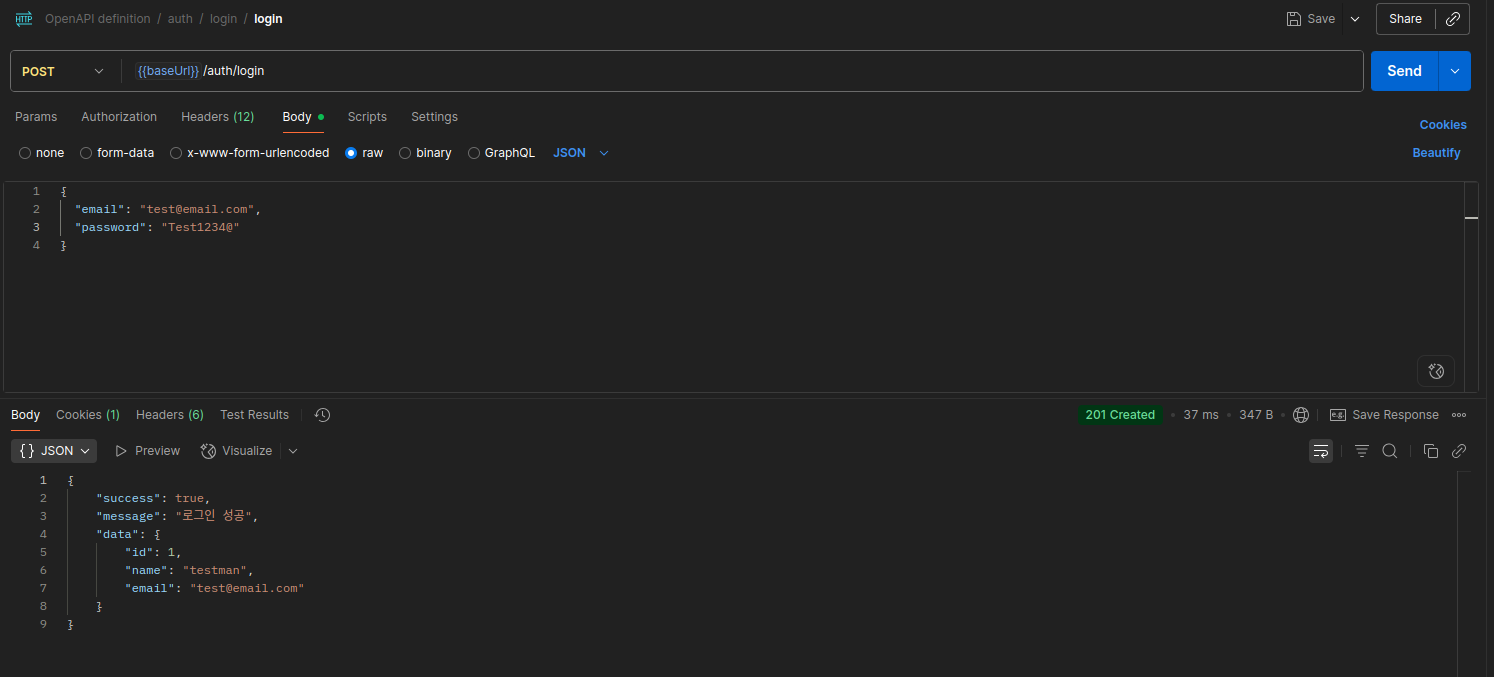 HTTP OpenAPI definition / auth / login / login Save Share
POST {{baseUrl}} /auth/login Send
Params Authorization Headers (12) Body Scripts Settings Cookies
none form-data x-www-form-urlencoded raw binary GraphQL JSON Beautify
1 {
2 "email": "test@email.com",
3 "password": "Test1234@"
4 }
Body Cookies (1) Headers (6) Test Results 201 Created • 37 ms • 347 B • e.g. Save Response
{} JSON Preview Visualize
1 {
2 "success": true,
3 "message": "로그인 성공",
4 "data": {
5 "id": 1,
6 "name": "testman",
7 "email": "test@email.com"
8 }
9 }